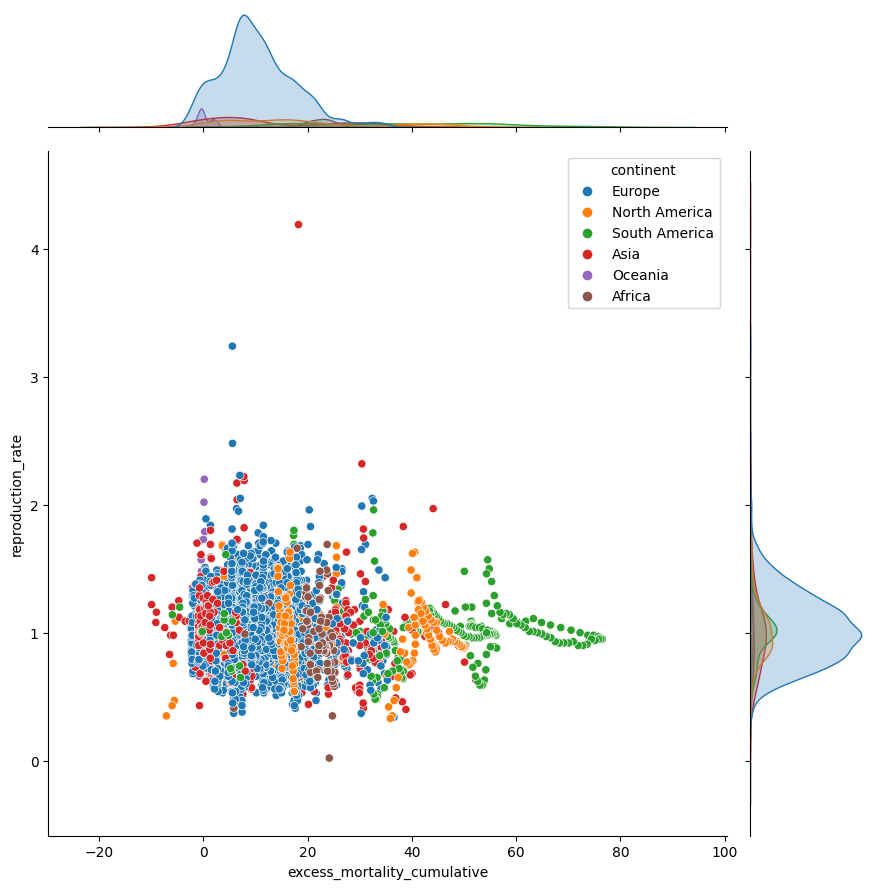 continent
Europe
North America
South America
Asia
Oceania
Africa
4
3
2
1
0
reproduction_rate
−20
0
20
40
60
80
100
excess_mortality_cumulative